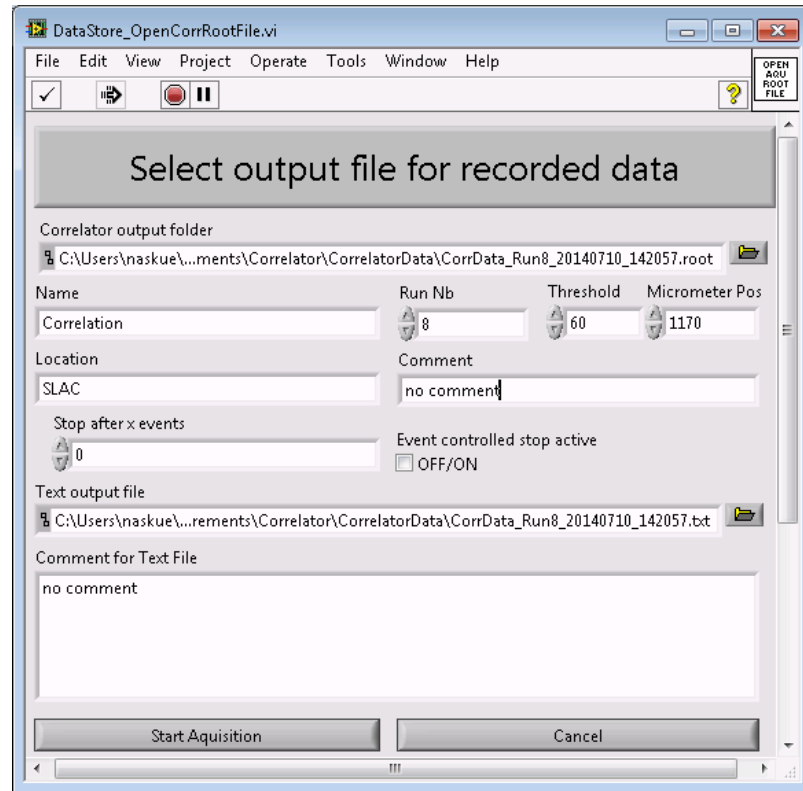 DataStore_OpenCorrRootFile.vi
File Edit View Project Operate Tools Window Help
OPEN
AQU
ROOT
FILE
Select output file for recorded data
Correlator output folder
C:\Users\naskue\...ments\Correlator\CorrelatorData\CorrData_Run8_20140710_142057.root
Name Run Nb Threshold Micrometer Pos
Correlation 8 60 1170
Location Comment
SLAC no comment
Stop after x events
0
Event controlled stop active
OFF/ON
Text output file
C:\Users\naskue\...rements\Correlator\CorrelatorData\CorrData_Run8_20140710_142057.txt
Comment for Text File
no comment
Start Aquisition Cancel